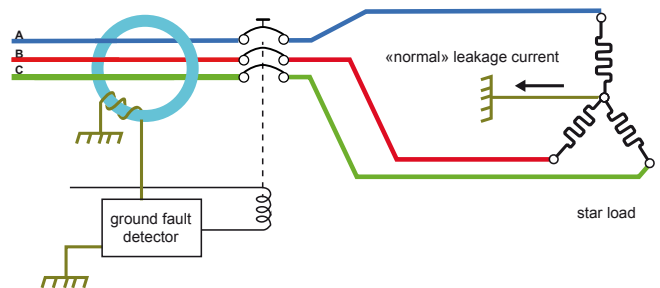 A
B
C
«normal» leakage current
ground fault
detector
star load